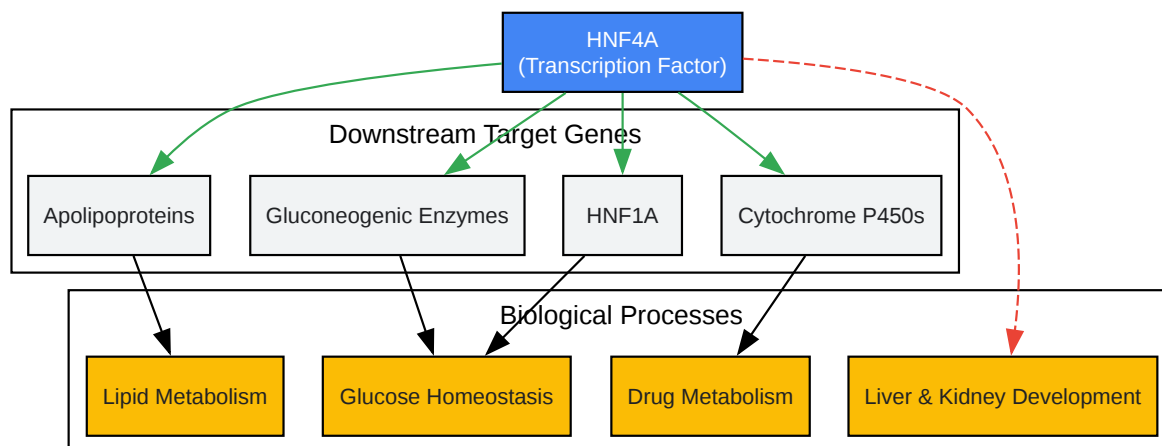 HNF4A
(Transcription Factor)
Downstream Target Genes
Apolipoproteins
Gluconeogenic Enzymes
HNF1A
Cytochrome P450s
Biological Processes
Lipid Metabolism
Glucose Homeostasis
Drug Metabolism
Liver & Kidney Development